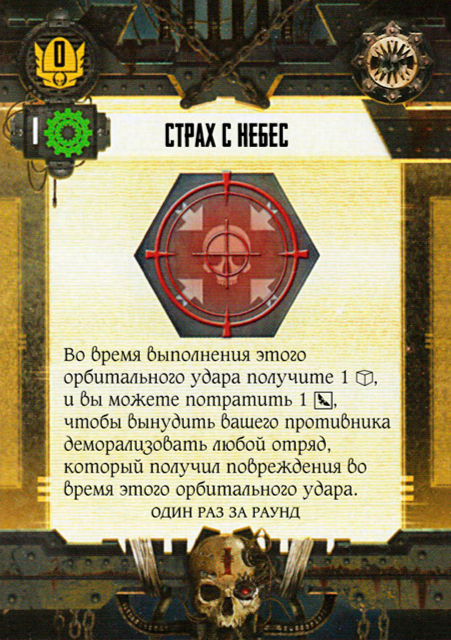 0
I
СТРАХ С НЕБЕС
Во время выполнения этого
орбитального удара получите 1 ,
и вы можете потратить 1 ,
чтобы вынудить вашего противника
деморализовать любой отряд,
который получил повреждения во
время этого орбитального удара.
ОДИН РАЗ ЗА РАУНД
I